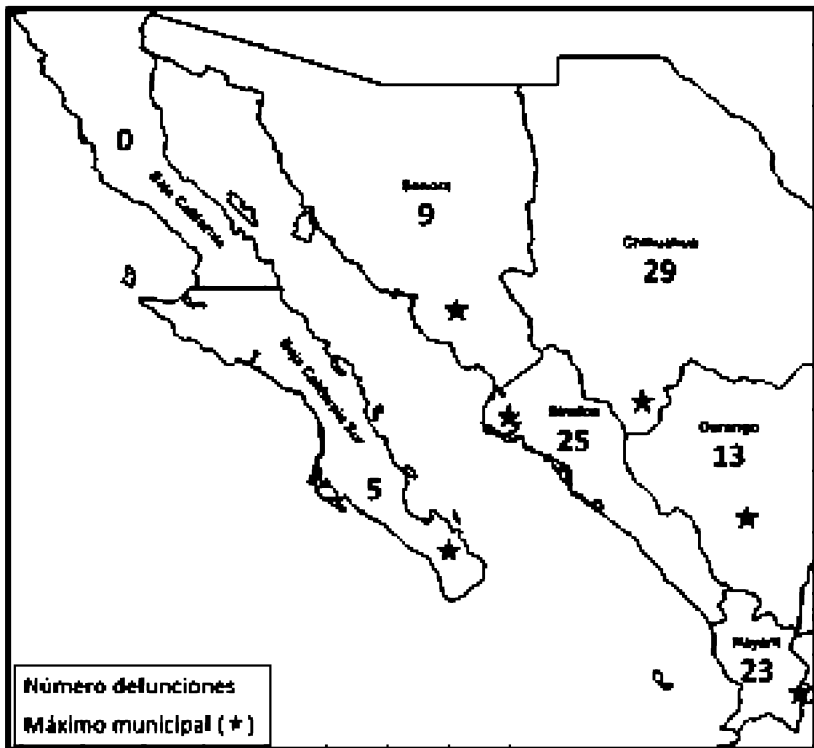 0
Baja California
Sonora
9
Chihuahua
29
Baja California Sur
5
Sinaloa
25
Durango
13
Nayarit
23
Número defunciones
Máximo municipal (★)